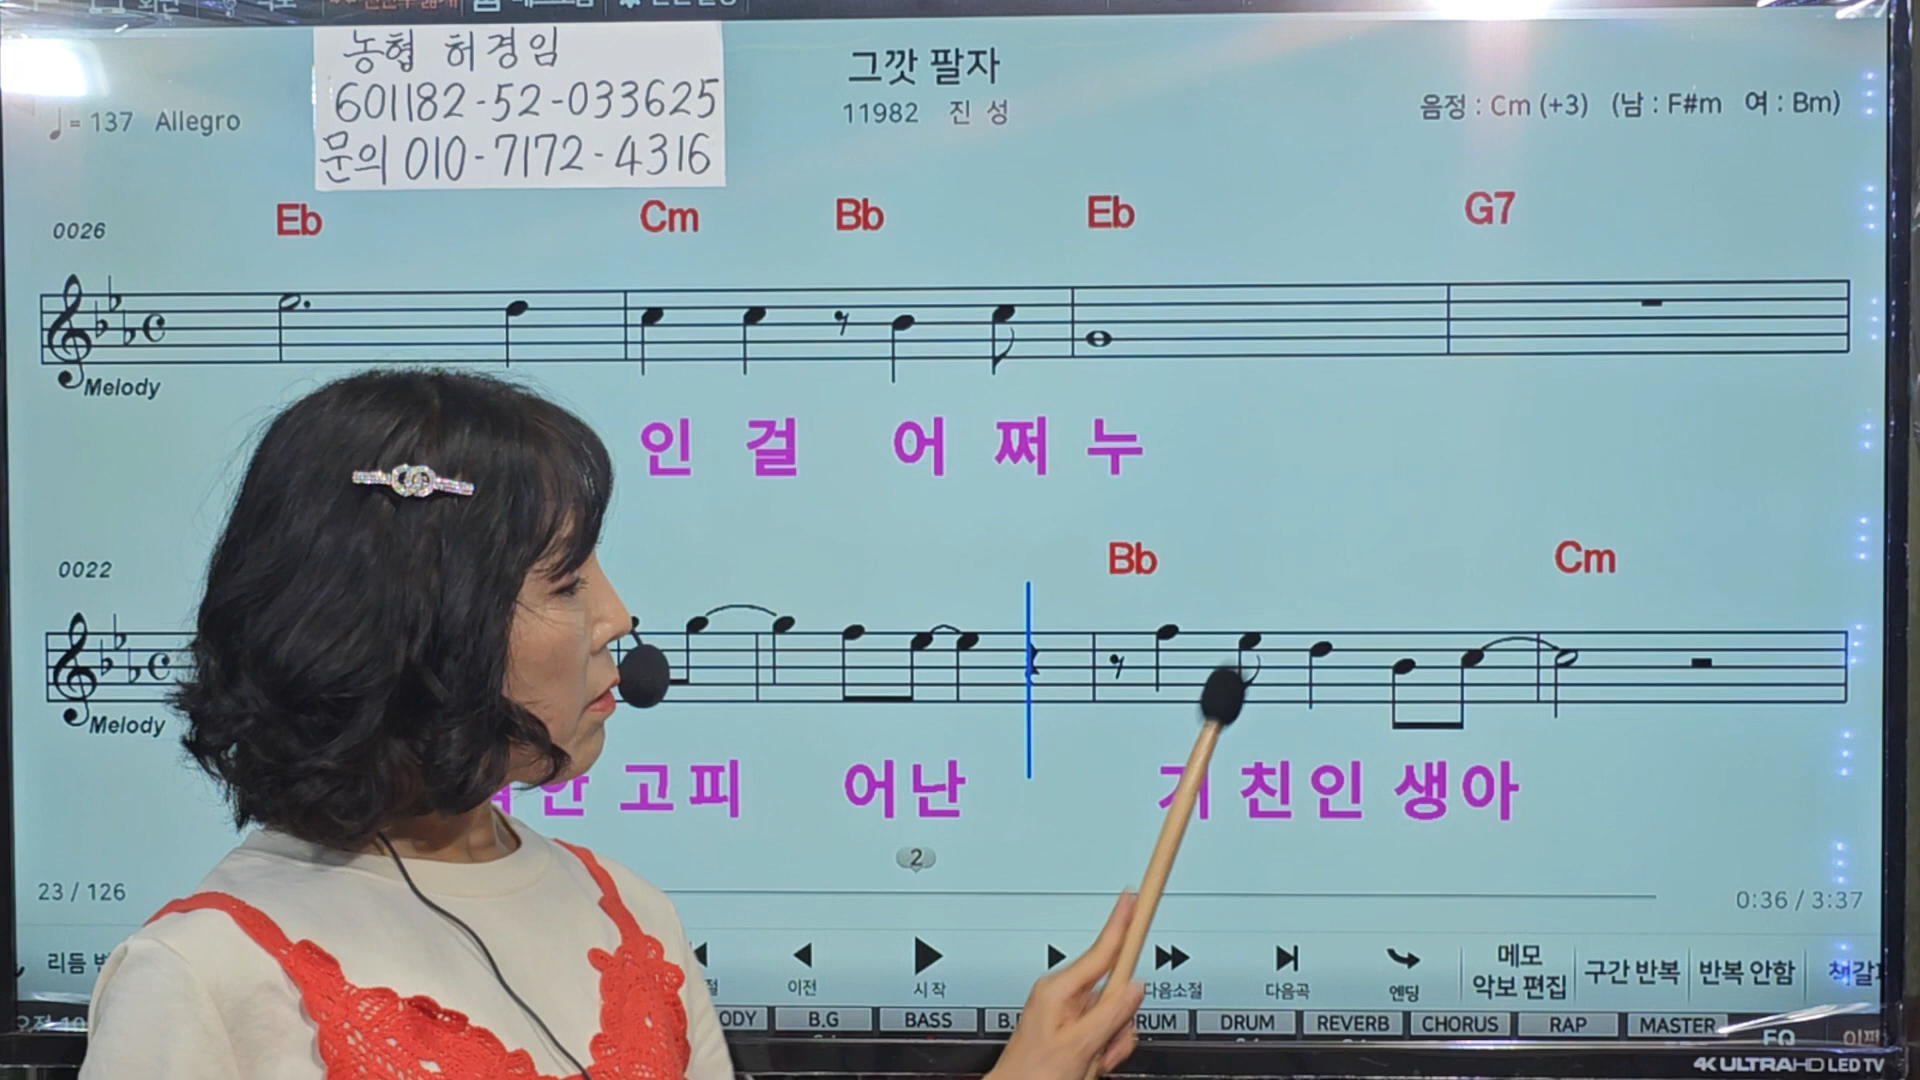 농협 허경임
601182-52-033625
문의 010-7172-4316
그깟 팔자
11982 진 성
♩= 137 Allegro
음정 : Cm (+3) (남 : F#m 여 : Bm)
0026
Eb Cm Bb Eb G7
Melody
인 걸 어 쩌 누
0022
Bb Cm
Melody
안 고 피 어 난 친 인 생 아
2
23 / 126
0:36 / 3:37
리듬
이전 시작 다음소절 다음곡 엔딩
메모
악보 편집
구간 반복 반복 안함
B.G BASS DRUM REVERB CHORUS RAP MASTER EQ
4K ULTRAHD LED TV